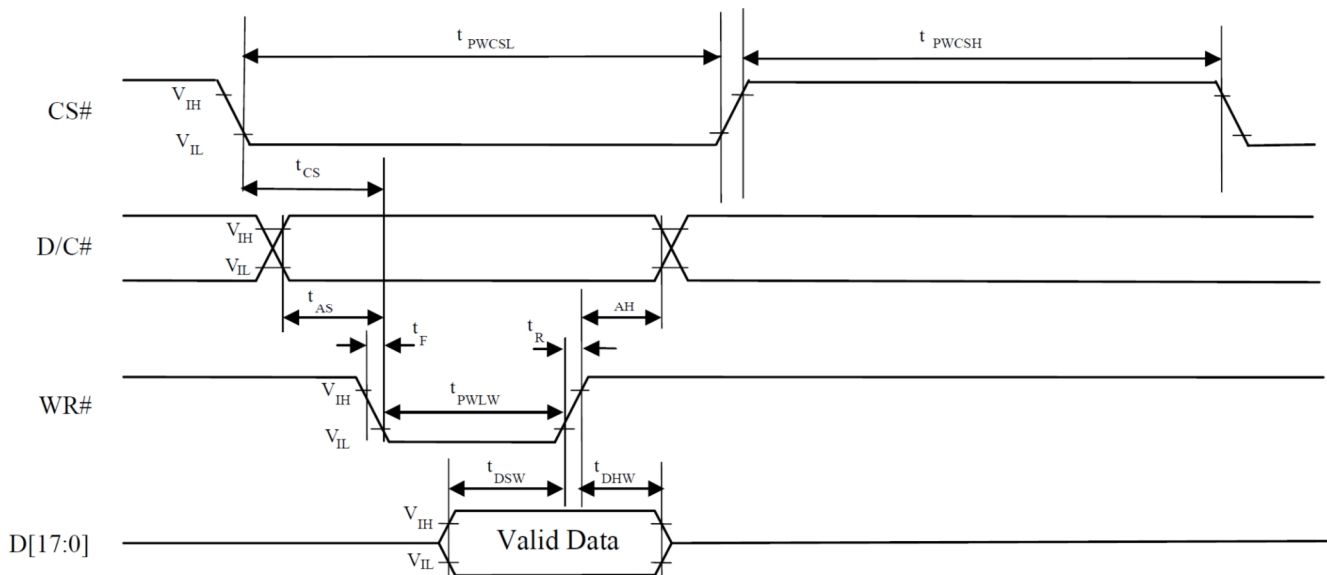 t PWCSL
t PWCSH
CS#
V IH
V IL
t CS
D/C#
V IH
V IL
t AS
t F
t R
AH
WR#
V IH
V IL
t PWLW
t DSW
t DHW
D[17:0]
V IH
V IL
Valid Data